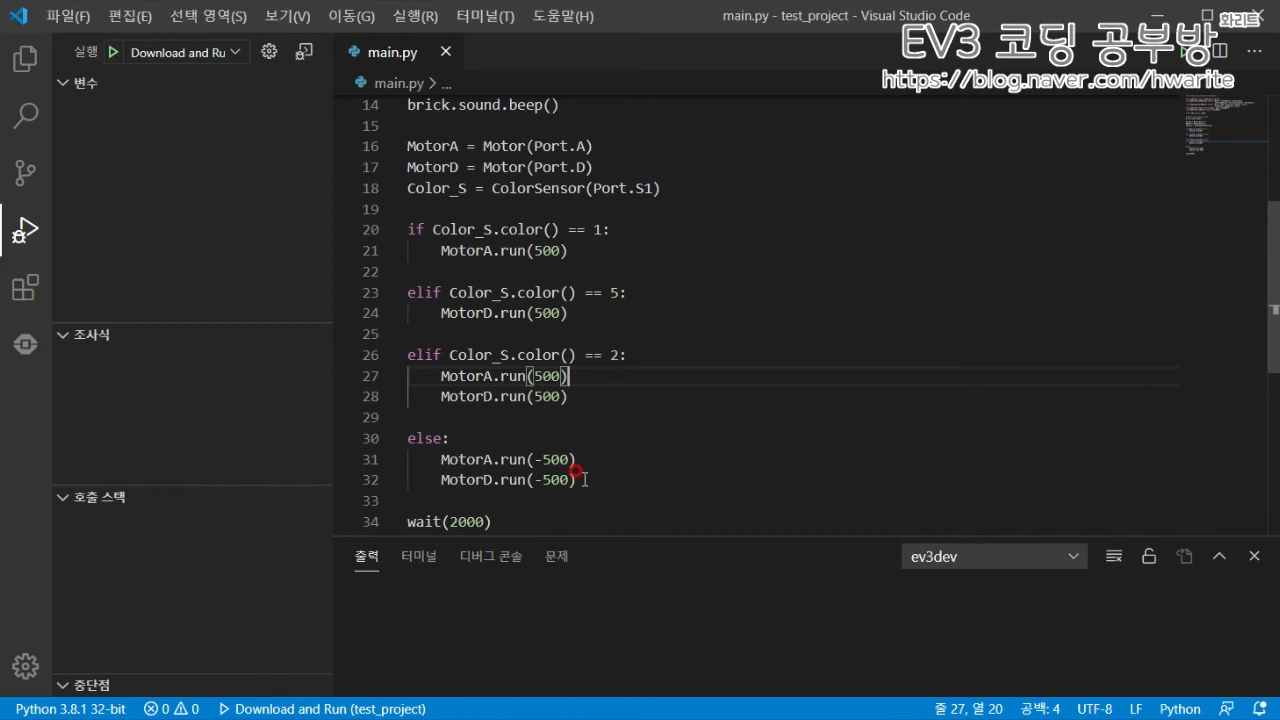 파일(F) 편집(E) 선택 영역(S) 보기(V) 이동(G) 실행(R) 터미널(T) 도움말(H) main.py - test_project - Visual Studio Code
화리트
EV3 코딩 공부방
https://blog.naver.com/hwarite
실행 Download and Ru
main.py
변수
main.py > ...
14 brick.sound.beep()
15
16 MotorA = Motor(Port.A)
17 MotorD = Motor(Port.D)
18 Color_S = ColorSensor(Port.S1)
19
20 if Color_S.color() == 1:
21 MotorA.run(500)
22
23 elif Color_S.color() == 5:
24 MotorD.run(500)
25
26 elif Color_S.color() == 2:
27 MotorA.run(500)
28 MotorD.run(500)
29
30 else:
31 MotorA.run(-500)
32 MotorD.run(-500)
33
34 wait(2000)
조사식
호출 스택
중단점
출력 터미널 디버그 콘솔 문제 ev3dev
Python 3.8.1 32-bit 0 0 Download and Run (test_project) 줄 27, 열 20 공백: 4 UTF-8 LF Python